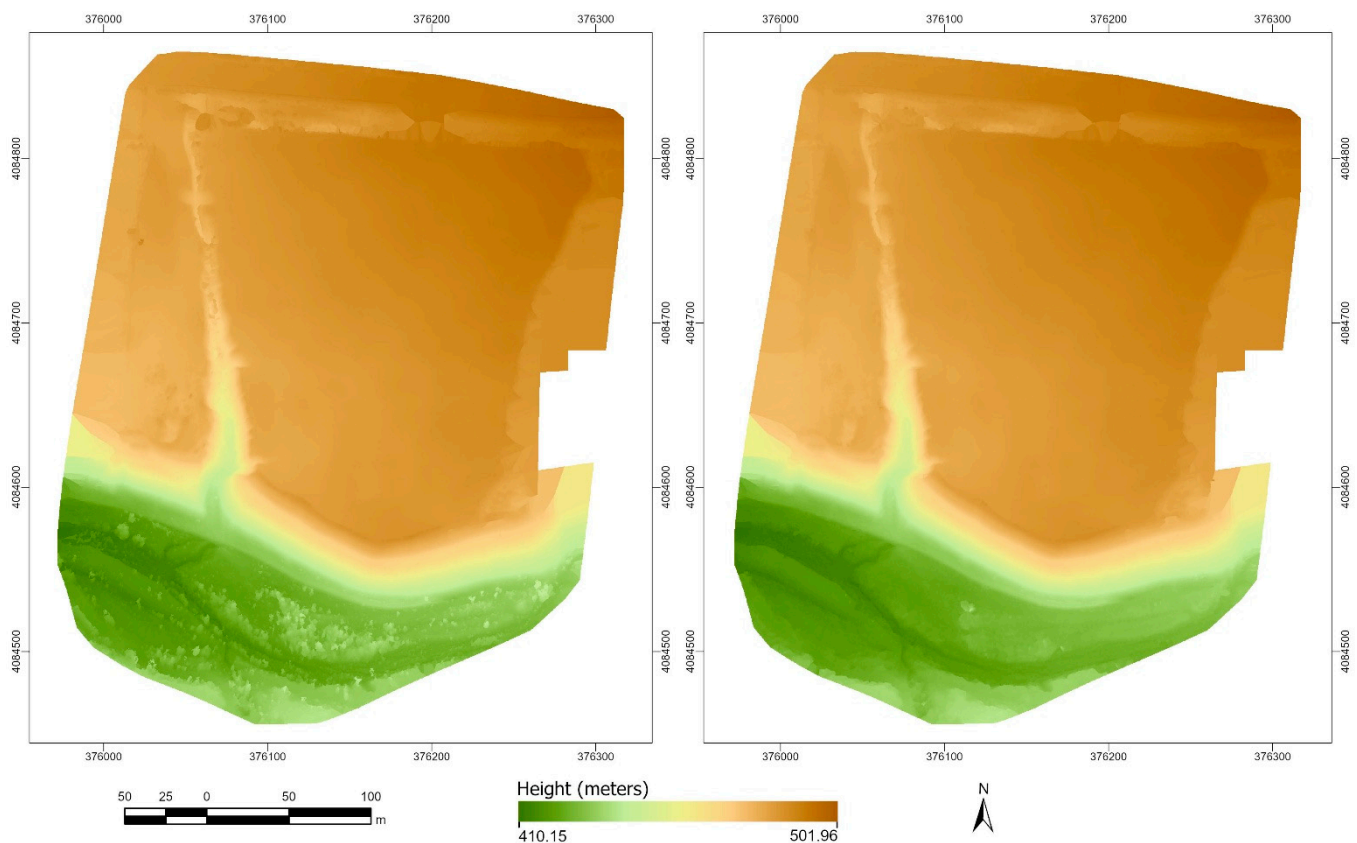 376000 376100 376200 376300 376000 376100 376200 376300
4084800 4084800 4084800 4084800
4084700 4084700 4084700 4084700
4084600 4084600 4084600 4084600
4084500 4084500 4084500 4084500
376000 376100 376200 376300 376000 376100 376200 376300
Height (meters)
N
50 25 0 50 100
m
410.15 501.96